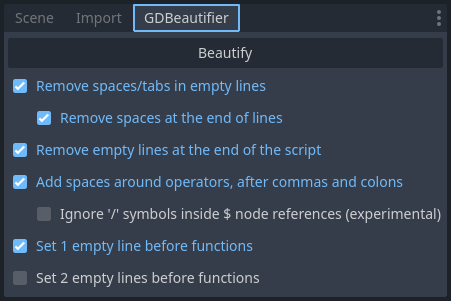 Scene Import GDBeautifier
Beautify
Remove spaces/tabs in empty lines
Remove spaces at the end of lines
Remove empty lines at the end of the script
Add spaces around operators, after commas and colons
Ignore '/' symbols inside $ node references (experimental)
Set 1 empty line before functions
Set 2 empty lines before functions